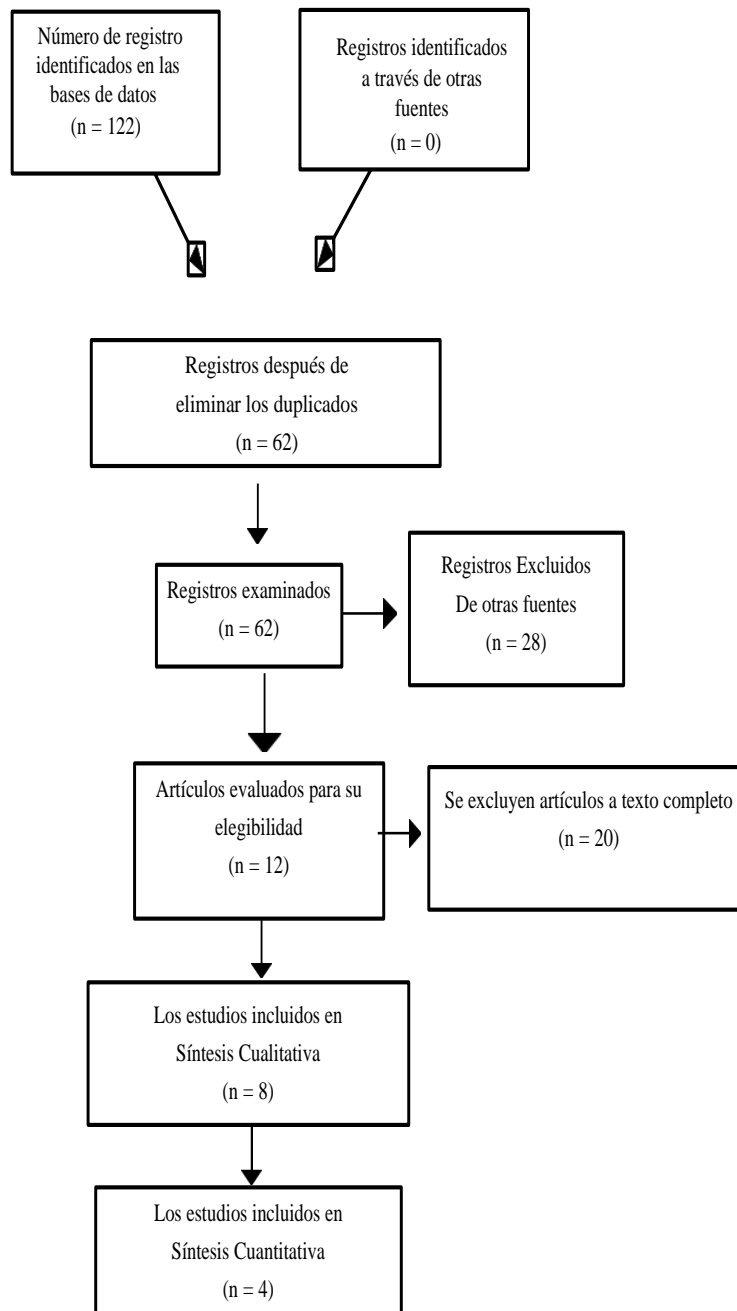 Número de registro
identificados en las
bases de datos
(n = 122)
Registros identificados
a través de otras
fuentes
(n = 0)
Registros después de
eliminar los duplicados
(n = 62)
Registros examinados
(n = 62)
Registros Excluidos
De otras fuentes
(n = 28)
Artículos evaluados para su
elegibilidad
(n = 12)
Se excluyen artículos a texto completo
(n = 20)
Los estudios incluidos en
Síntesis Cualitativa
(n = 8)
Los estudios incluidos en
Síntesis Cuantitativa
(n = 4)